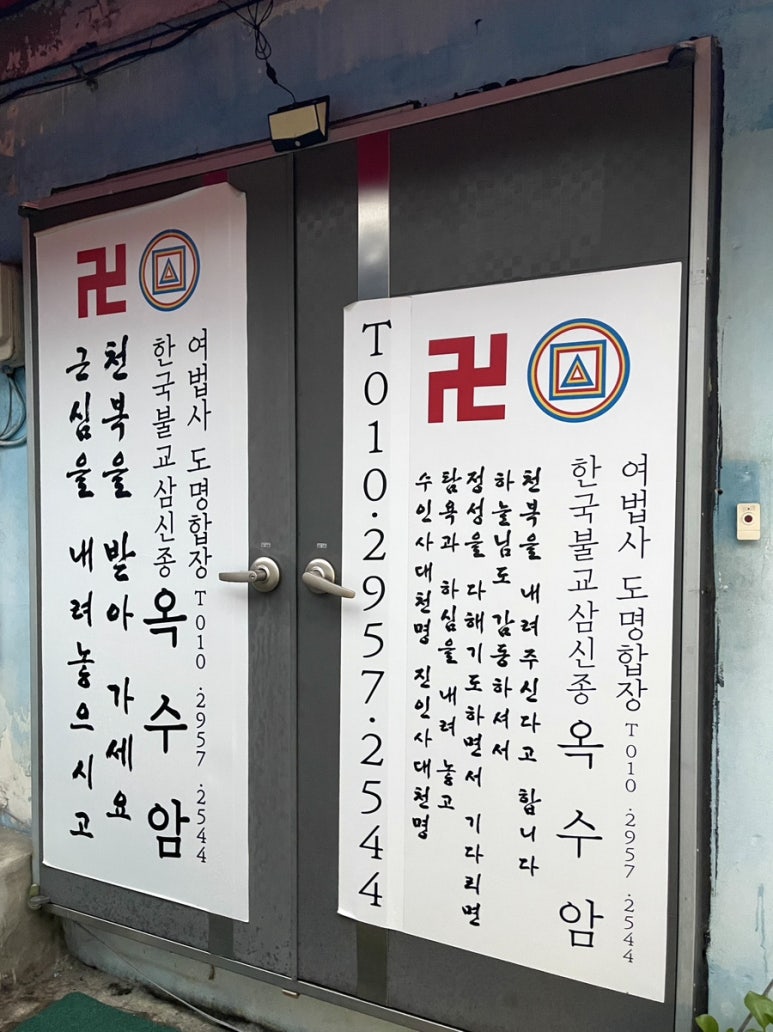 卍
근심을 내려놓으시고
천복을 받아 가세요
한국불교삼신종 옥수암
여법사 도명합장 T010.2957.2544
T010.2957.2544
卍
수인사대천명 진인사대천명
탐욕과 하심을 내려 놓고
정성을 다해기도하면서 기다리면
하늘님도 감동하셔서
천복을 내려주신다고 합니다
한국불교삼신종 옥수암
여법사 도명합장 T010.2957.2544